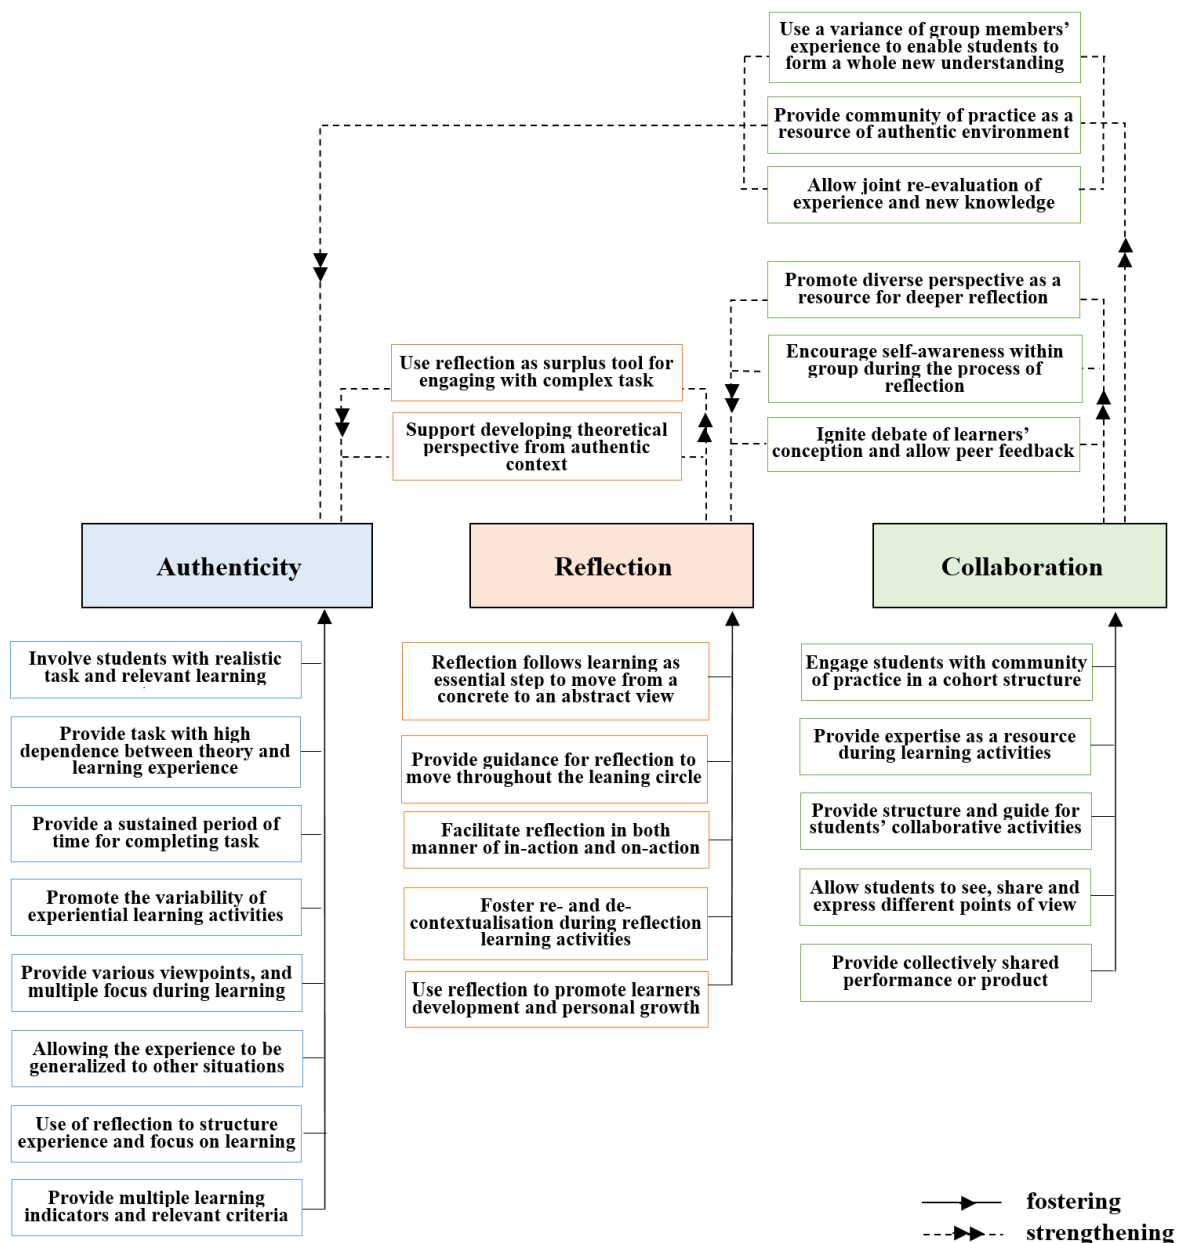 Use a variance of group members’
experience to enable students to
form a whole new understanding
Provide community of practice as a
resource of authentic environment
Allow joint re-evaluation of
experience and new knowledge
Promote diverse perspective as a
resource for deeper reflection
Encourage self-awareness within
group during the process of
reflection
Ignite debate of learners’
conception and allow peer feedback
Use reflection as surplus tool for
engaging with complex task
Support developing theoretical
perspective from authentic
context
Authenticity
Reflection
Collaboration
Involve students with realistic
task and relevant learning
Provide task with high
dependence between theory and
learning experience
Provide a sustained period of
time for completing task
Promote the variability of
experiential learning activities
Provide various viewpoints, and
multiple focus during learning
Allowing the experience to be
generalized to other situations
Use of reflection to structure
experience and focus on learning
Provide multiple learning
indicators and relevant criteria
Reflection follows learning as
essential step to move from a
concrete to an abstract view
Provide guidance for reflection to
move throughout the leaning circle
Facilitate reflection in both
manner of in-action and on-action
Foster re- and de-
contextualisation during reflection
learning activities
Use reflection to promote learners
development and personal growth
Engage students with community
of practice in a cohort structure
Provide expertise as a resource
during learning activities
Provide structure and guide for
students’ collaborative activities
Allow students to see, share and
express different points of view
Provide collectively shared
performance or product
fostering
strengthening